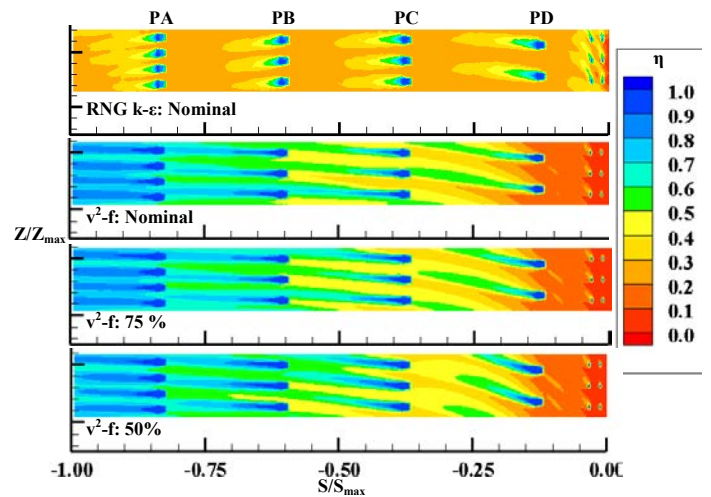 PA PB PC PD
RNG k-ε: Nominal
v²-f: Nominal
Z/Zmax
v²-f: 75 %
v²-f: 50%
-1.00 -0.75 -0.50 -0.25 0.00
S/Smax
η
1.0
0.9
0.8
0.7
0.6
0.5
0.4
0.3
0.2
0.1
0.0